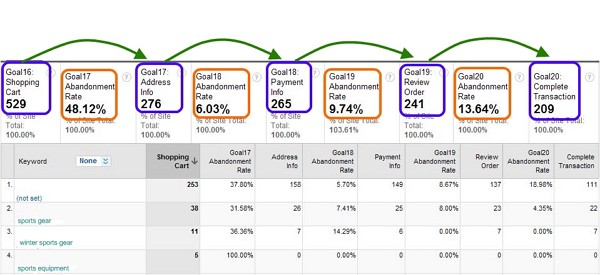 Goal16: Shopping Cart
529
% of Site Total: 100.00%
Goal17 Abandonment Rate
48.12%
% of Site Total: 100.00%
Goal17: Address Info
276
% of Site Total: 100.00%
Goal18 Abandonment Rate
6.03%
% of Site Total: 100.00%
Goal18: Payment Info
265
% of Site Total: 100.00%
Goal19 Abandonment Rate
9.74%
% of Site Total: 103.61%
Goal19: Review Order
241
% of Site Total: 100.00%
Goal20 Abandonment Rate
13.64%
% of Site Total: 100.00%
Goal20: Complete Transaction
209
% of Site Total: 100.00%
Keyword None Shopping Cart Goal17 Abandonment Rate Address Info Goal18 Abandonment Rate Payment Info Goal19 Abandonment Rate Review Order Goal20 Abandonment Rate Complete Transaction
1. (not set) 253 37.80% 158 5.70% 149 8.67% 137 18.98% 111
2. sports gear 38 31.58% 26 7.41% 25 8.00% 23 4.35% 22
3. winter sports gear 11 36.36% 7 14.29% 6 0.00% 7 0.00% 7
4. sports equipment 5 100.00% 0 0.00% 0 0.00% 0 0.00% 0